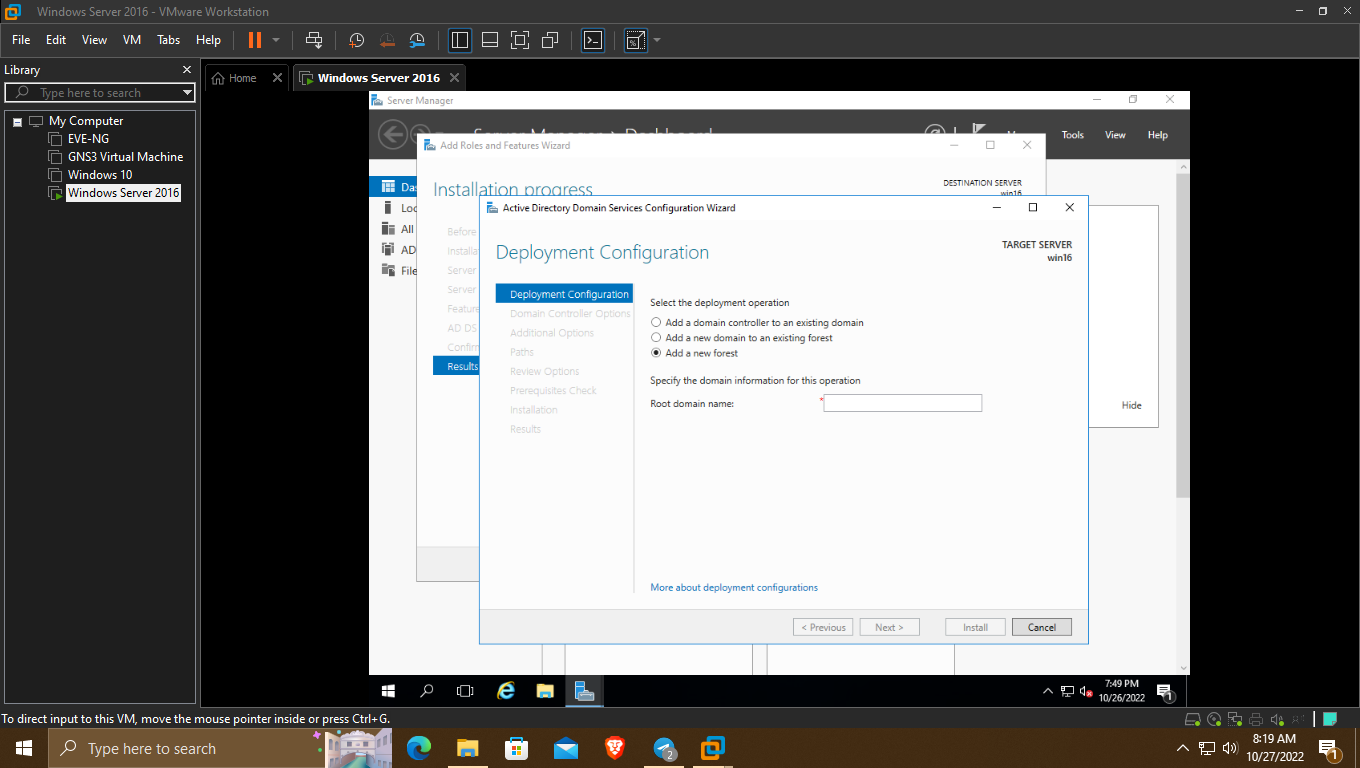 Windows Server 2016 - VMware Workstation
File Edit View VM Tabs Help
Library
Type here to search
My Computer
EVE-NG
GNS3 Virtual Machine
Windows 10
Windows Server 2016
Home
Windows Server 2016
Server Manager
Tools View Help
Add Roles and Features Wizard
Installation progress
DESTINATION SERVER
win16
Das
Loc
All
AD
File
Before
Installa
Server
Server
Feature
AD DS
Confirm
Results
Hide
Active Directory Domain Services Configuration Wizard
Deployment Configuration
TARGET SERVER
win16
Deployment Configuration
Domain Controller Options
Additional Options
Paths
Review Options
Prerequisites Check
Installation
Results
Select the deployment operation
Add a domain controller to an existing domain
Add a new domain to an existing forest
Add a new forest
Specify the domain information for this operation
Root domain name: *
More about deployment configurations
< Previous Next > Install Cancel
7:49 PM
10/26/2022
1
To direct input to this VM, move the mouse pointer inside or press Ctrl+G.
Type here to search
2
8:19 AM
10/27/2022
1